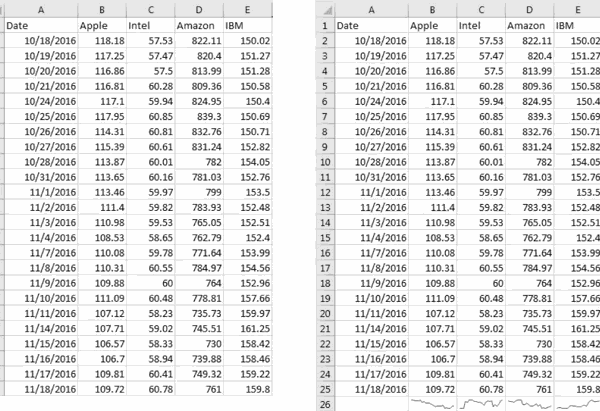 A B C D E
Date Apple Intel Amazon IBM
10/18/2016 118.18 57.53 822.11 150.02
10/19/2016 117.25 57.47 820.4 151.27
10/20/2016 116.86 57.5 813.99 151.28
10/21/2016 116.81 60.28 809.36 150.58
10/24/2016 117.1 59.94 824.95 150.4
10/25/2016 117.95 60.85 839.3 150.69
10/26/2016 114.31 60.81 832.76 150.71
10/27/2016 115.39 60.61 831.24 152.82
10/28/2016 113.87 60.01 782 154.05
10/31/2016 113.65 60.16 781.03 152.76
11/1/2016 113.46 59.97 799 153.5
11/2/2016 111.4 59.82 783.93 152.48
11/3/2016 110.98 59.53 765.05 152.51
11/4/2016 108.53 58.65 762.79 152.4
11/7/2016 110.08 59.78 771.64 153.99
11/8/2016 110.31 60.55 784.97 154.56
11/9/2016 109.88 60 764 152.96
11/10/2016 111.09 60.48 778.81 157.66
11/11/2016 107.12 58.23 735.73 159.97
11/14/2016 107.71 59.02 745.51 161.25
11/15/2016 106.57 58.33 730 158.42
11/16/2016 106.7 58.94 739.88 158.46
11/17/2016 109.81 60.41 749.32 159.22
11/18/2016 109.72 60.78 761 159.8
A B C D E
1 Date Apple Intel Amazon IBM
2 10/18/2016 118.18 57.53 822.11 150.02
3 10/19/2016 117.25 57.47 820.4 151.27
4 10/20/2016 116.86 57.5 813.99 151.28
5 10/21/2016 116.81 60.28 809.36 150.58
6 10/24/2016 117.1 59.94 824.95 150.4
7 10/25/2016 117.95 60.85 839.3 150.69
8 10/26/2016 114.31 60.81 832.76 150.71
9 10/27/2016 115.39 60.61 831.24 152.82
10 10/28/2016 113.87 60.01 782 154.05
11 10/31/2016 113.65 60.16 781.03 152.76
12 11/1/2016 113.46 59.97 799 153.5
13 11/2/2016 111.4 59.82 783.93 152.48
14 11/3/2016 110.98 59.53 765.05 152.51
15 11/4/2016 108.53 58.65 762.79 152.4
16 11/7/2016 110.08 59.78 771.64 153.99
17 11/8/2016 110.31 60.55 784.97 154.56
18 11/9/2016 109.88 60 764 152.96
19 11/10/2016 111.09 60.48 778.81 157.66
20 11/11/2016 107.12 58.23 735.73 159.97
21 11/14/2016 107.71 59.02 745.51 161.25
22 11/15/2016 106.57 58.33 730 158.42
23 11/16/2016 106.7 58.94 739.88 158.46
24 11/17/2016 109.81 60.41 749.32 159.22
25 11/18/2016 109.72 60.78 761 159.8
26